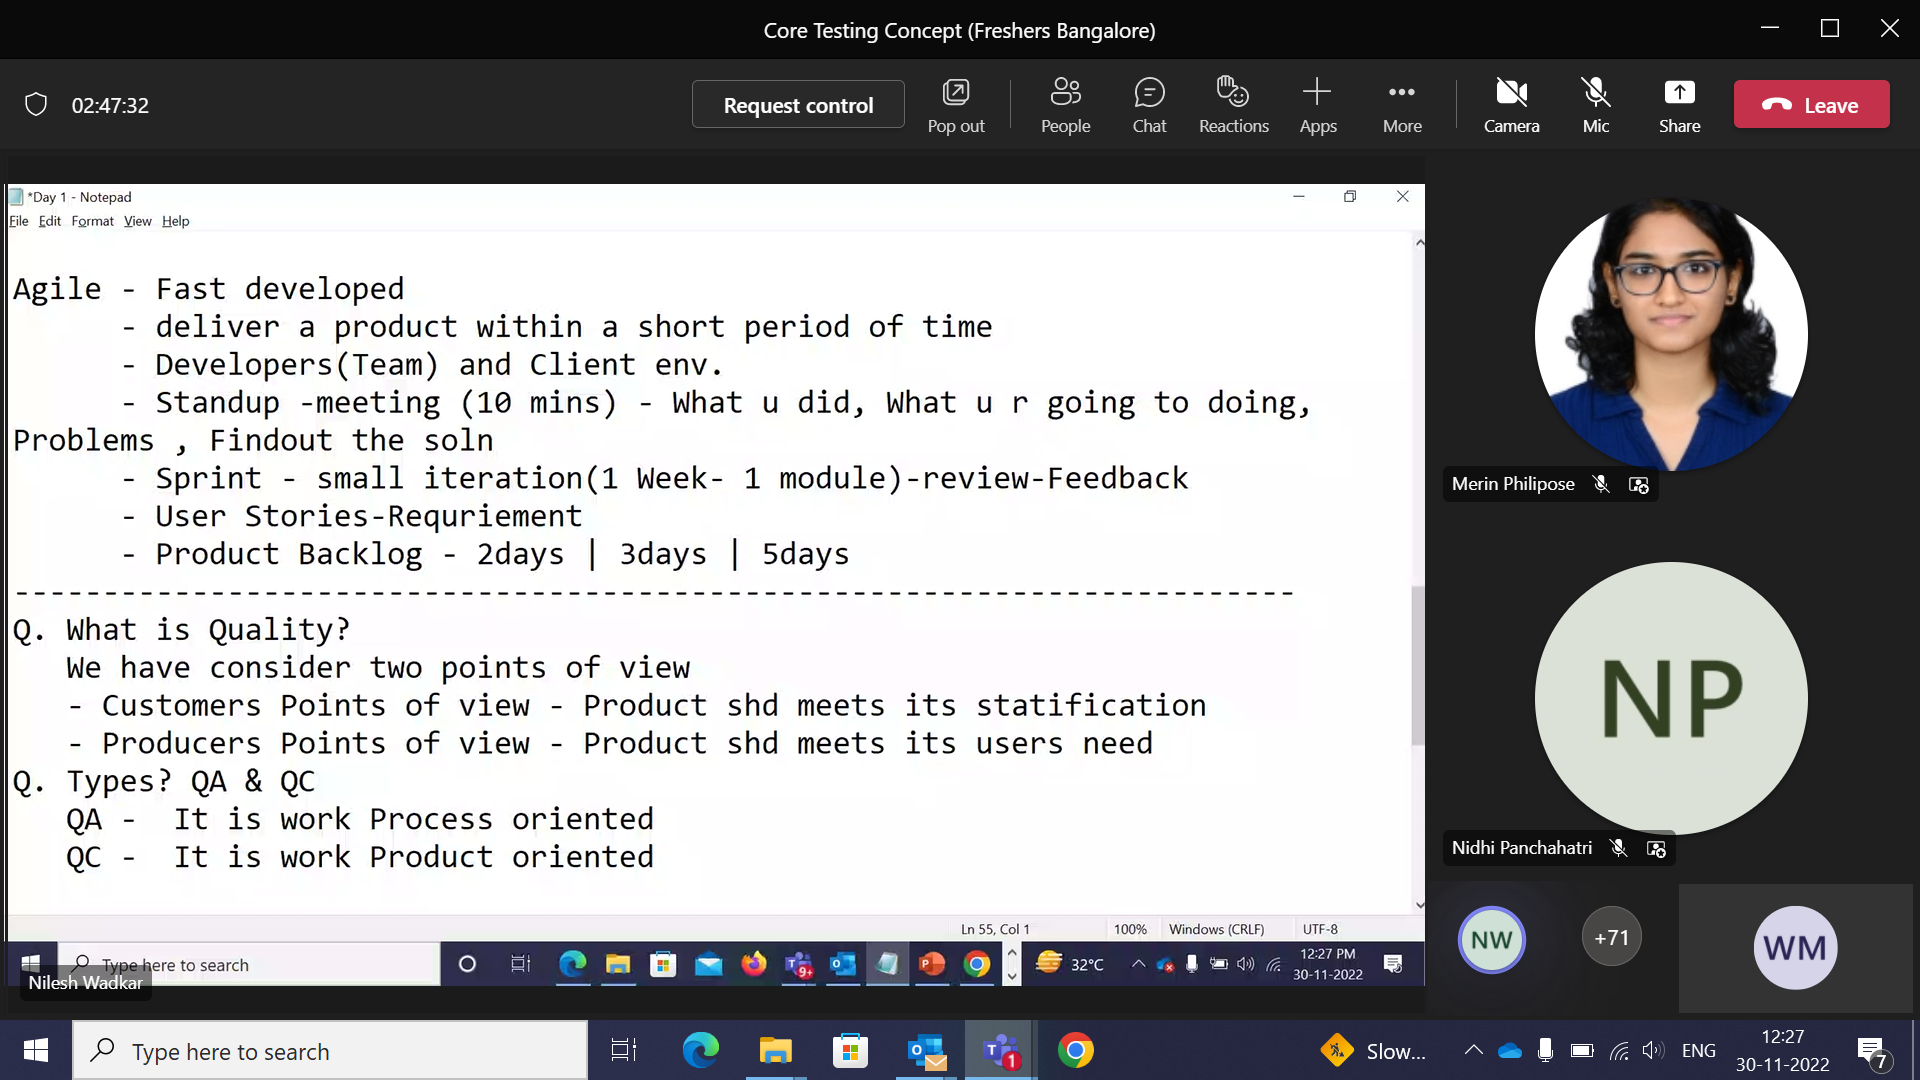 Core Testing Concept (Freshers Bangalore)
02:47:32
Request control
Pop out
People
Chat
Reactions
Apps
More
Camera
Mic
Share
Leave
*Day 1 - Notepad
File Edit Format View Help
Agile - Fast developed
- deliver a product within a short period of time
- Developers(Team) and Client env.
- Standup -meeting (10 mins) - What u did, What u r going to doing,
Problems , Findout the soln
- Sprint - small iteration(1 Week- 1 module)-review-Feedback
- User Stories-Requriement
- Product Backlog - 2days | 3days | 5days
------------------------------------------------------------------------
Q. What is Quality?
We have consider two points of view
- Customers Points of view - Product shd meets its statification
- Producers Points of view - Product shd meets its users need
Q. Types? QA & QC
QA - It is work Process oriented
QC - It is work Product oriented
Ln 55, Col 1
100%
Windows (CRLF)
UTF-8
Type here to search
9+
32°C
12:27 PM
30-11-2022
Nilesh Wadkar
Merin Philipose
NP
Nidhi Panchahatri
NW
+71
WM
Type here to search
1
Slow...
ENG
12:27
30-11-2022
7